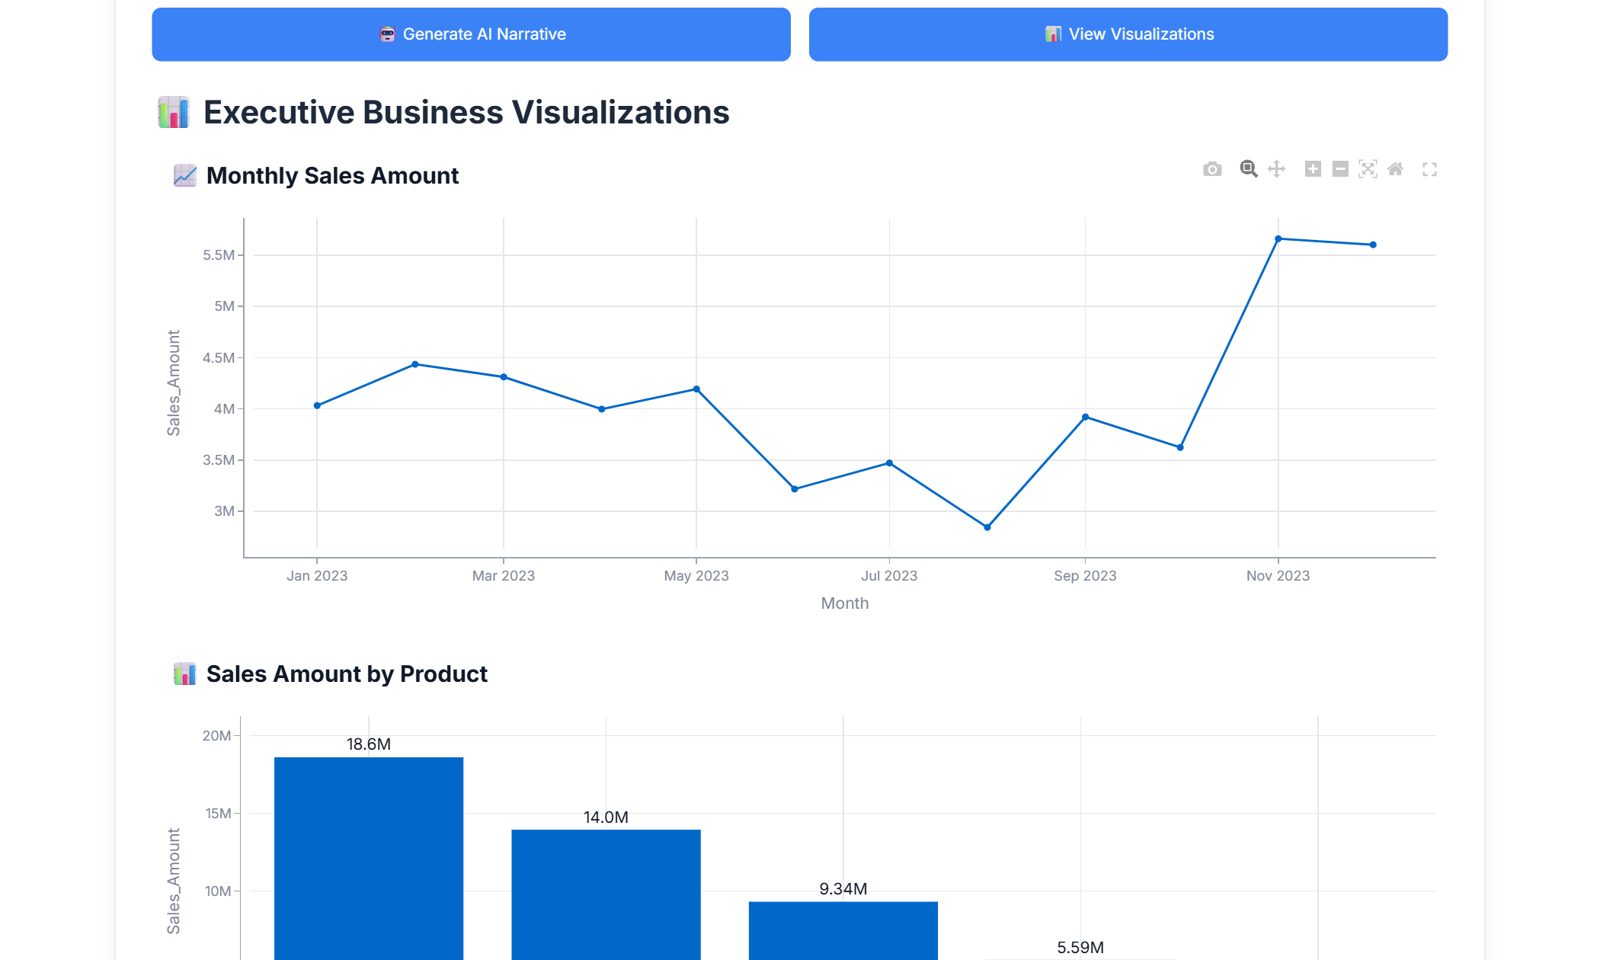 Generate AI Narrative
View Visualizations
Executive Business Visualizations
Monthly Sales Amount
5.5M
5M
4.5M
4M
3.5M
3M
Sales_Amount
Jan 2023
Mar 2023
May 2023
Jul 2023
Sep 2023
Nov 2023
Month
Sales Amount by Product
20M
15M
10M
Sales_Amount
18.6M
14.0M
9.34M
5.59M